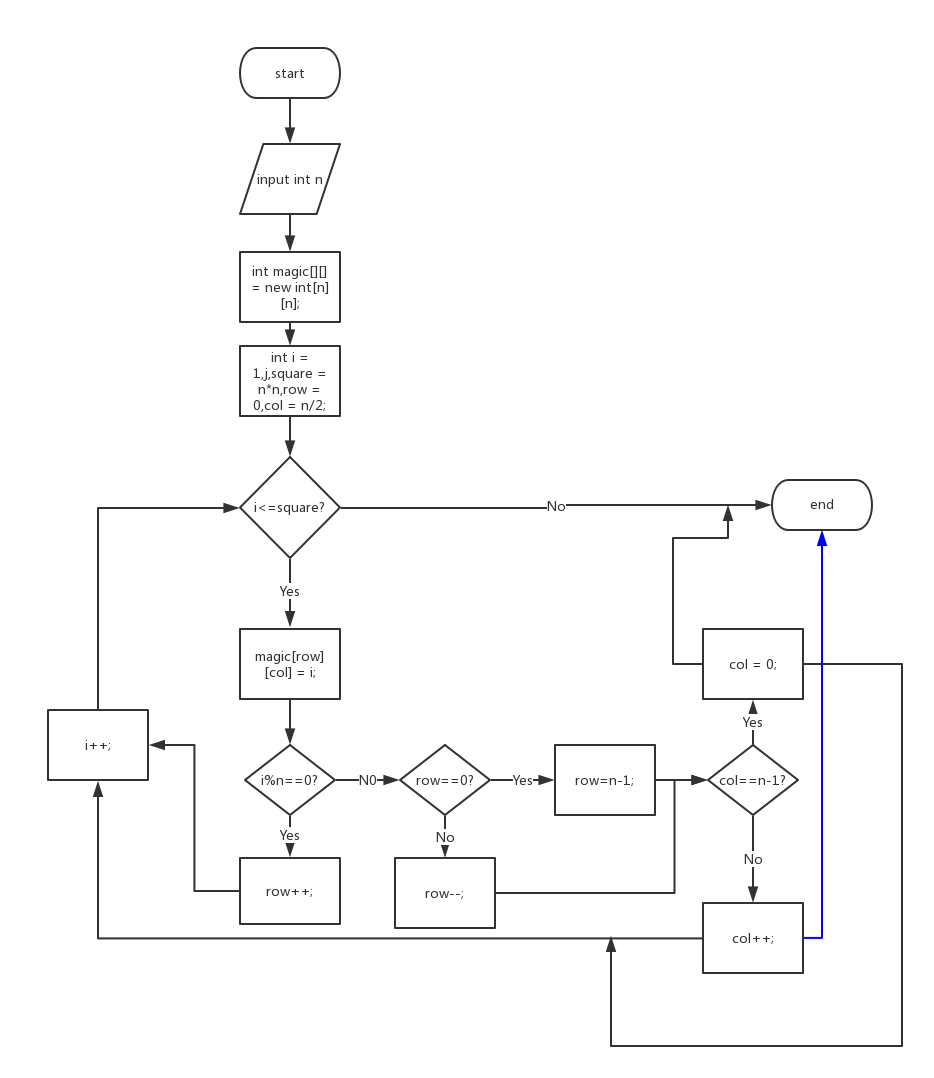 start
input int n
int magic[][]
= new int[n]
[n];
int i =
1,j,square =
n*n,row =
0,col = n/2;
i<=square?
No
end
Yes
magic[row]
[col] = i;
col = 0;
Yes
i++;
i%n==0?
N0
row==0?
Yes
row=n-1;
col==n-1?
Yes
No
No
row++;
row--;
col++;